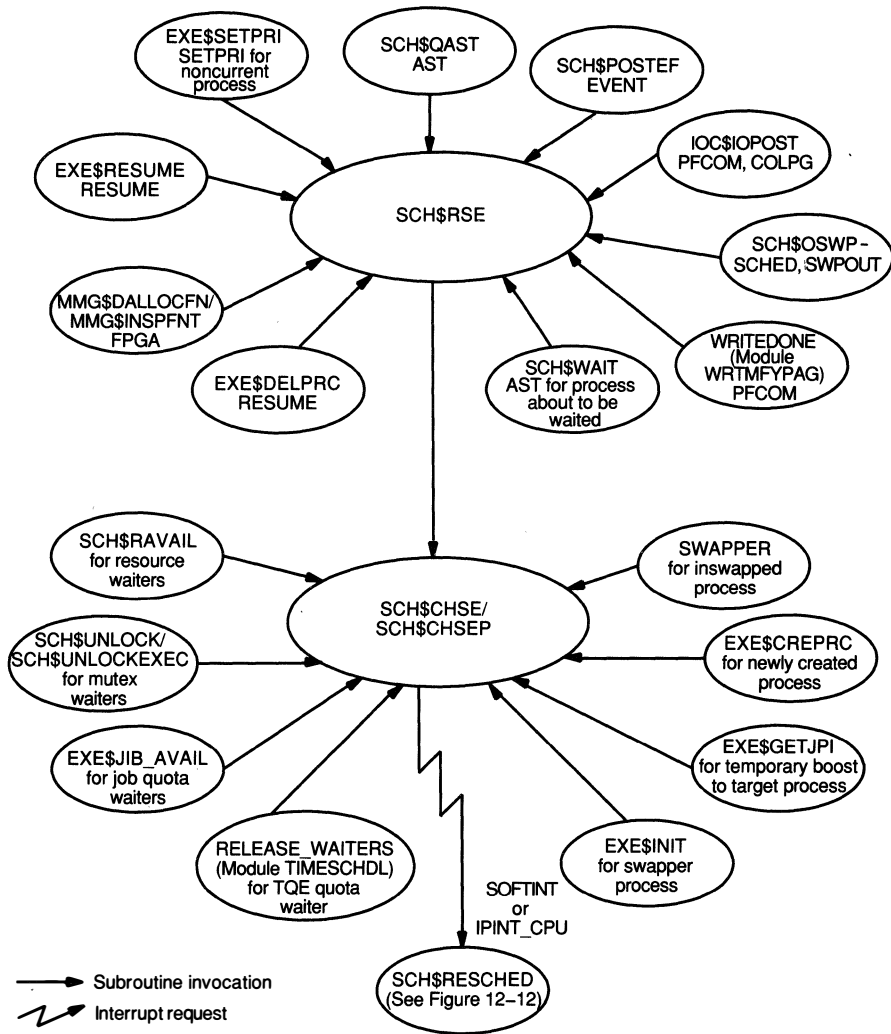 EXE$SETPRI
SETPRI for
noncurrent
process
SCH$QAST
AST
SCH$POSTEF
EVENT
IOC$IOPOST
PFCOM, COLPG
EXE$RESUME
RESUME
SCH$RSE
SCH$OSWP-
SCHED, SWPOUT
MMG$DALLOCFN/
MMG$INSPFNT
FPGA
EXE$DELPRC
RESUME
SCH$WAIT
AST for process
about to be
waited
WRITEDONE
(Module
WRTMFYPAG)
PFCOM
SCH$RAVAIL
for resource
waiters
SCH$CHSE/
SCH$CHSEP
SWAPPER
for inswapped
process
SCH$UNLOCK/
SCH$UNLOCKEXEC
for mutex
waiters
EXE$CREPRC
for newly created
process
EXE$JIB_AVAIL
for job quota
waiters
EXE$GETJPI
for temporary boost
to target process
RELEASE_WAITERS
(Module TIMESCHDL)
for TQE quota
waiter
EXE$INIT
for swapper
process
SOFTINT
or
IPINT_CPU
SCH$RESCHED
(See Figure 12–12)
Subroutine invocation
Interrupt request